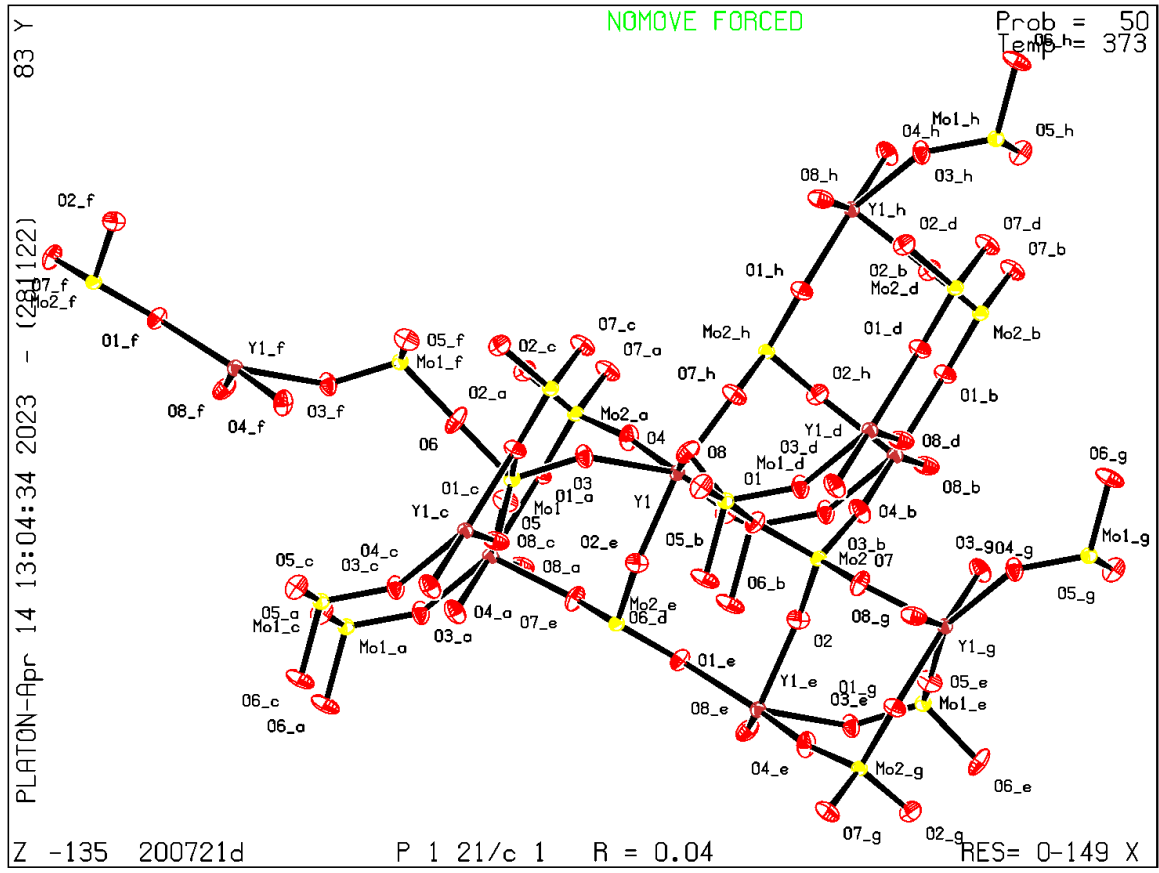 NOMOVE FORCED
Prob = 50
Temp = 373
83 Y
PLATON-Apr 14 13:04:34 2023 - (281122)
O6_h
Mo1_h
O4_h
O5_h
O3_h
O8_h
Y1_h
O2_d
O7_d
O7_b
O2_f
O1_h
O2_b
Mo2_d
O7_f
Mo2_f
Mo2_b
O1_f
Y1_f
O5_f
O7_c
O2_c
Mo2_h
O1_d
Mo1_f
O7_a
O7_h
O2_h
O1_b
O8_f
O4_f
O3_f
O2_a
Mo2_a
O6
O4
O8
Y1_d
O3_d
O8_d
Mo1_d
O6_g
O3
O1
O8_b
O1_c
O1_a
Mo1
Y1
Y1_c
O5
O4_b
O8_c
O2_e
O5_b
O3_b
Mo1_g
O4_c
O5_c
O3_c
O8_a
Mo2
O7
O3_g
O4_g
O6_b
O5_g
O5_a
Mo1_c
O4_a
O7_e
Mo2_e
O6_d
O8_g
Mo1_a
O3_a
O2
Y1_g
O1_e
Y1_e
O6_c
O1_g
O5_e
O6_a
O8_e
O3_e
Mo1_e
O4_e
Mo2_g
O6_e
O7_g
O2_g
Z -135 200721d P 1 21/c 1 R = 0.04 RES= 0-149 X